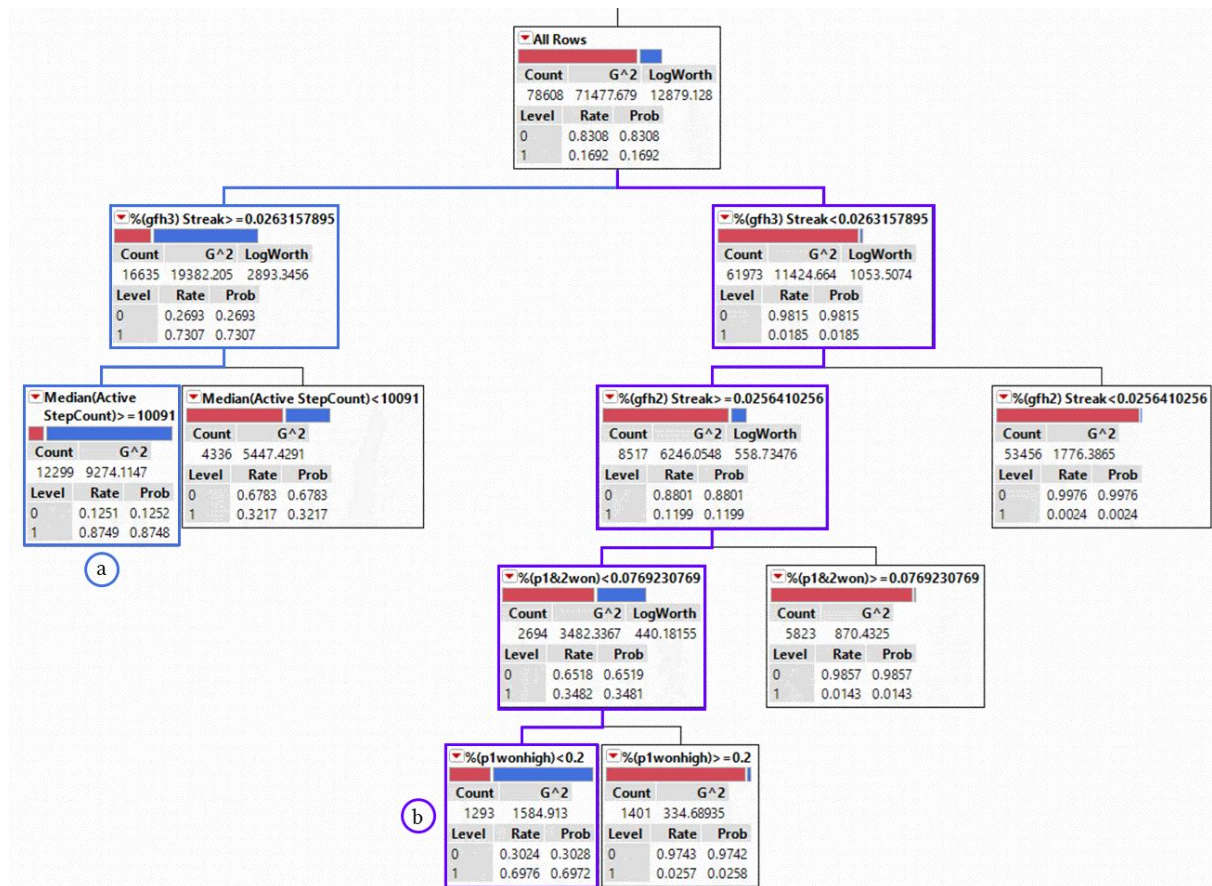 All Rows
Count G^2 LogWorth
78608 71477.679 12879.128
Level Rate Prob
0 0.8308 0.8308
1 0.1692 0.1692
%(gfh3) Streak>=0.0263157895
Count G^2 LogWorth
16635 19382.205 2893.3456
Level Rate Prob
0 0.2693 0.2693
1 0.7307 0.7307
%(gfh3) Streak<0.0263157895
Count G^2 LogWorth
61973 11424.664 1053.5074
Level Rate Prob
0 0.9815 0.9815
1 0.0185 0.0185
Median(Active
StepCount)>=10091
Count G^2
12299 9274.1147
Level Rate Prob
0 0.1251 0.1252
1 0.8749 0.8748
a
Median(Active StepCount)<10091
Count G^2
4336 5447.4291
Level Rate Prob
0 0.6783 0.6783
1 0.3217 0.3217
%(gfh2) Streak>=0.0256410256
Count G^2 LogWorth
8517 6246.0548 558.73476
Level Rate Prob
0 0.8801 0.8801
1 0.1199 0.1199
%(gfh2) Streak<0.0256410256
Count G^2
53456 1776.3865
Level Rate Prob
0 0.9976 0.9976
1 0.0024 0.0024
%(p1&2won)<0.0769230769
Count G^2 LogWorth
2694 3482.3367 440.18155
Level Rate Prob
0 0.6518 0.6519
1 0.3482 0.3481
%(p1&2won)>=0.0769230769
Count G^2
5823 870.4325
Level Rate Prob
0 0.9857 0.9857
1 0.0143 0.0143
%(p1wonhigh)<0.2
Count G^2
1293 1584.913
Level Rate Prob
0 0.3024 0.3028
1 0.6976 0.6972
b
%(p1wonhigh)>=0.2
Count G^2
1401 334.68935
Level Rate Prob
0 0.9743 0.9742
1 0.0257 0.0258